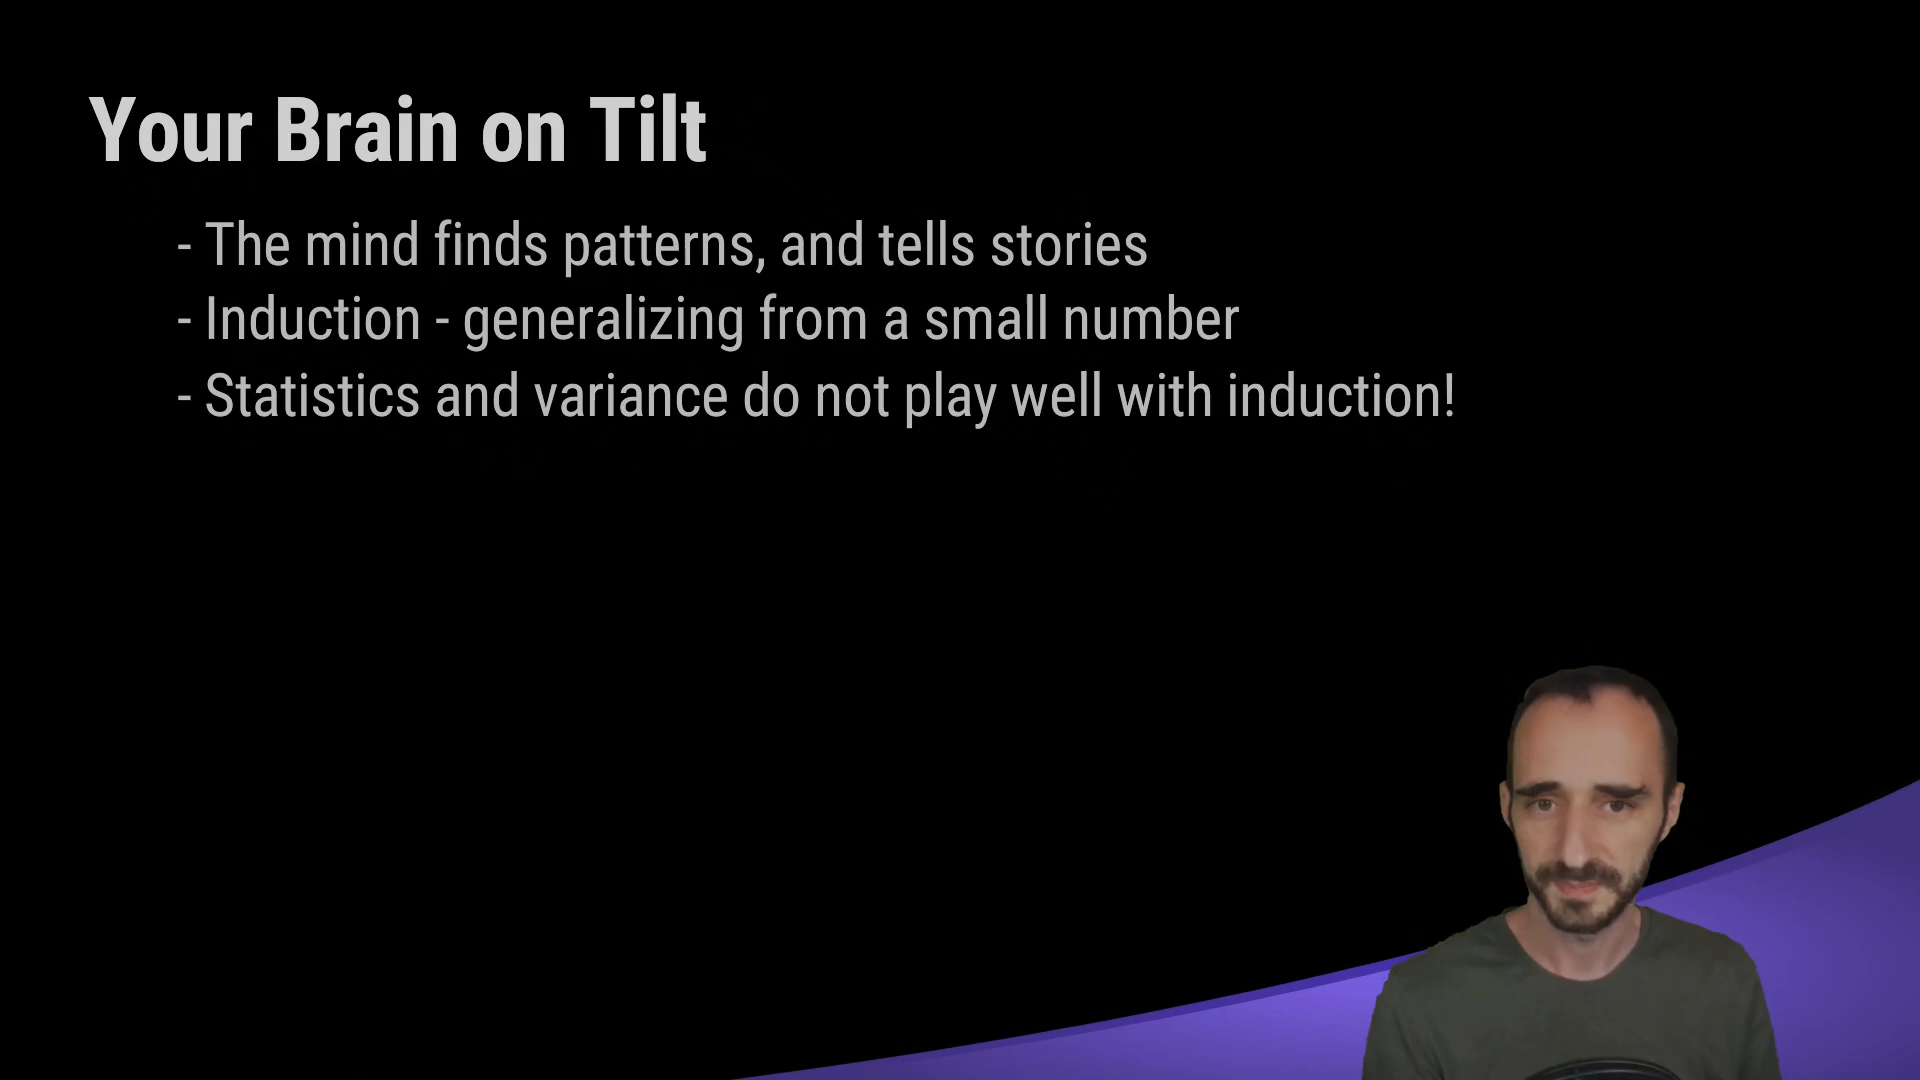 Your Brain on Tilt
- The mind finds patterns, and tells stories
- Induction - generalizing from a small number
- Statistics and variance do not play well with induction!